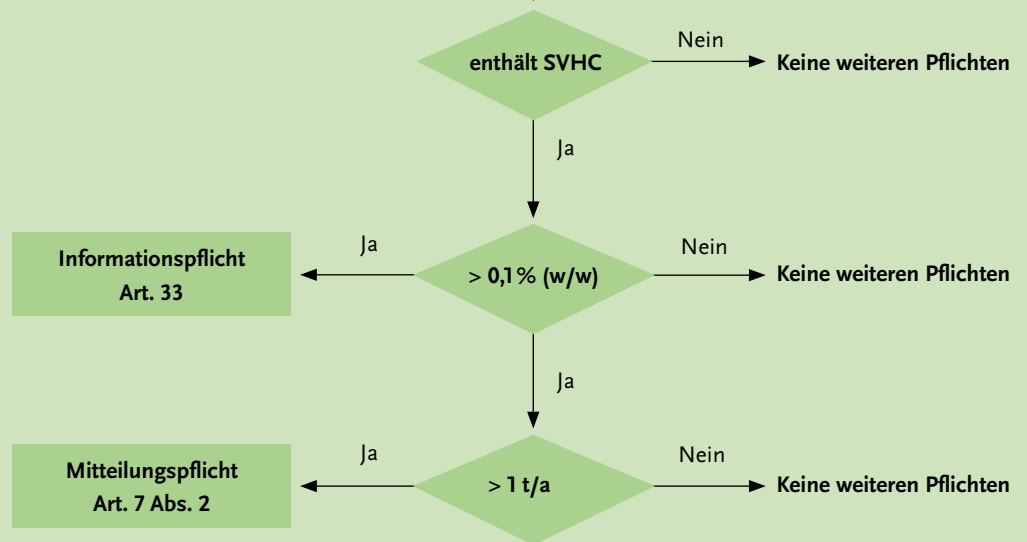 Nein
enthält SVHC
Keine weiteren Pflichten
Ja
Ja
Nein
Informationspflicht
Art. 33
> 0,1 % (w/w)
Keine weiteren Pflichten
Ja
Ja
Nein
Mitteilungspflicht
Art. 7 Abs. 2
> 1 t/a
Keine weiteren Pflichten